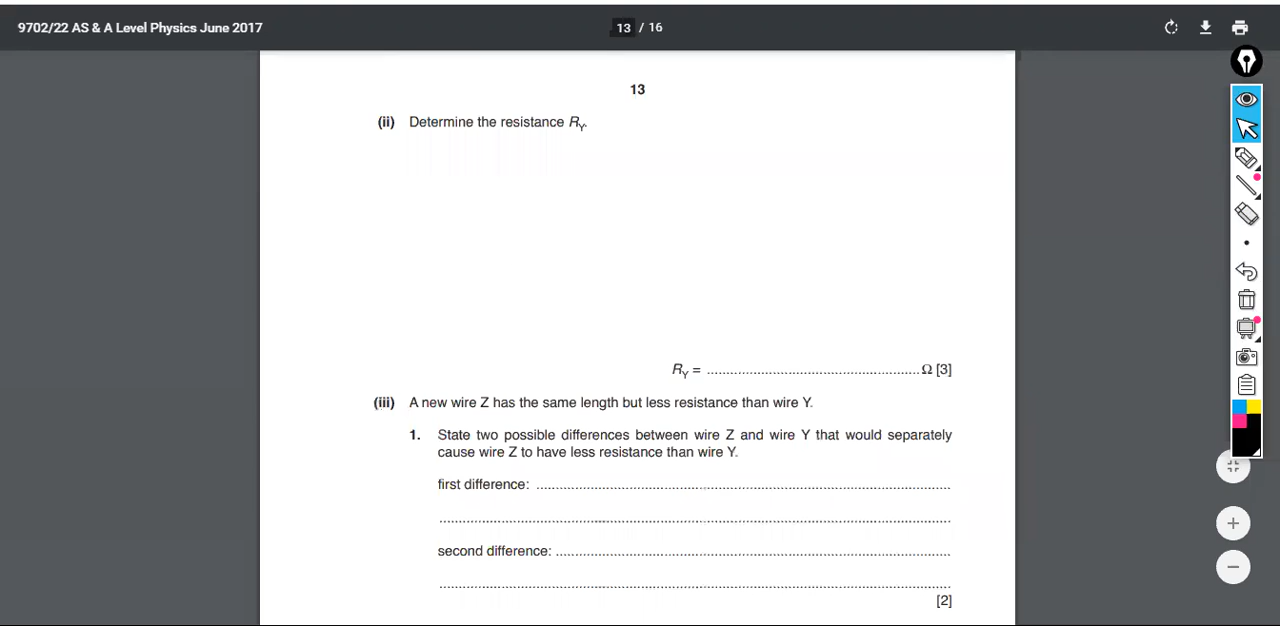 9702/22 AS & A Level Physics June 2017
13 / 16
13
(ii) Determine the resistance RY.
RY = .................................................. Ω [3]
(iii) A new wire Z has the same length but less resistance than wire Y.
1. State two possible differences between wire Z and wire Y that would separately
cause wire Z to have less resistance than wire Y.
first difference: ..................................................
..................................................
second difference: ..................................................
..................................................
[2]